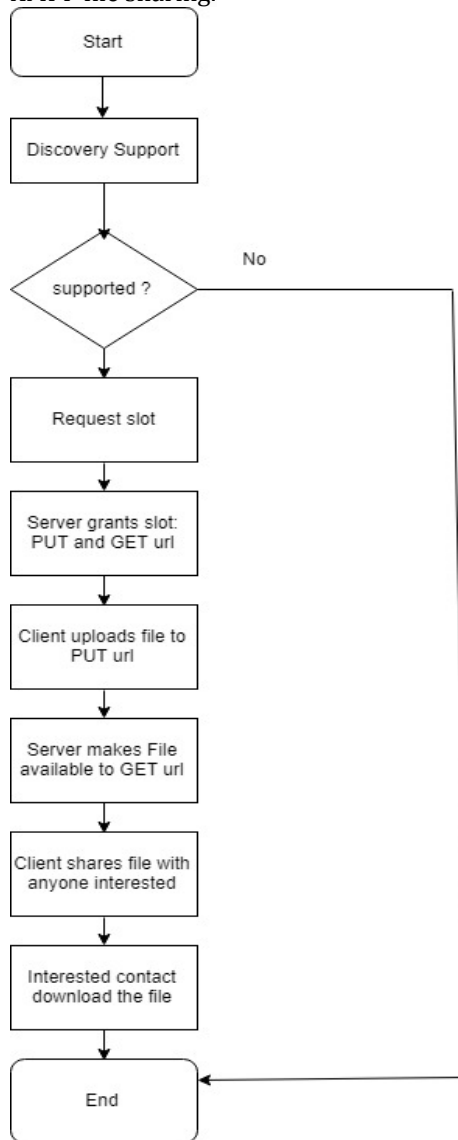 XMPP file sharing.
Start
Discovery Support
No
supported ?
Request slot
Server grants slot:
PUT and GET url
Client uploads file to
PUT url
Server makes File
available to GET url
Client shares file with
anyone interested
Interested contact
download the file
End